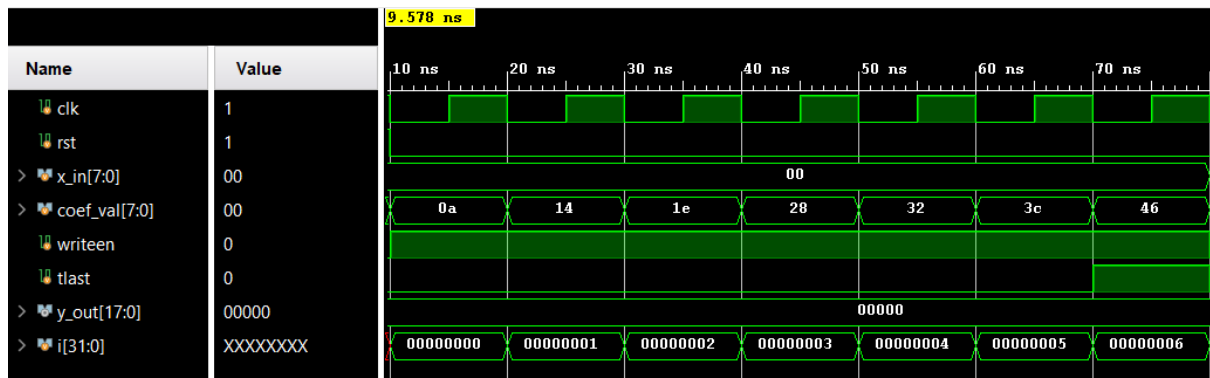 9.578 ns
Name Value
10 ns 20 ns 30 ns 40 ns 50 ns 60 ns 70 ns
clk 1
rst 1
x_in[7:0] 00 00
coef_val[7:0] 00 0a 14 1e 28 32 3c 46
writeen 0
tlast 0
y_out[17:0] 00000 00000
i[31:0] XXXXXXXX 00000000 00000001 00000002 00000003 00000004 00000005 00000006